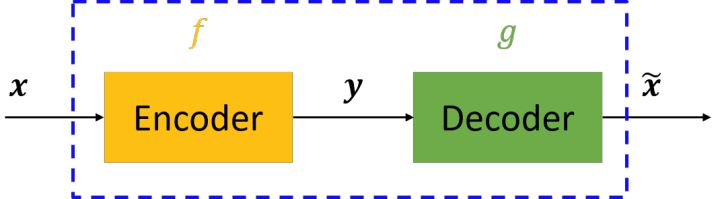 f g
x y x̃
Encoder Decoder